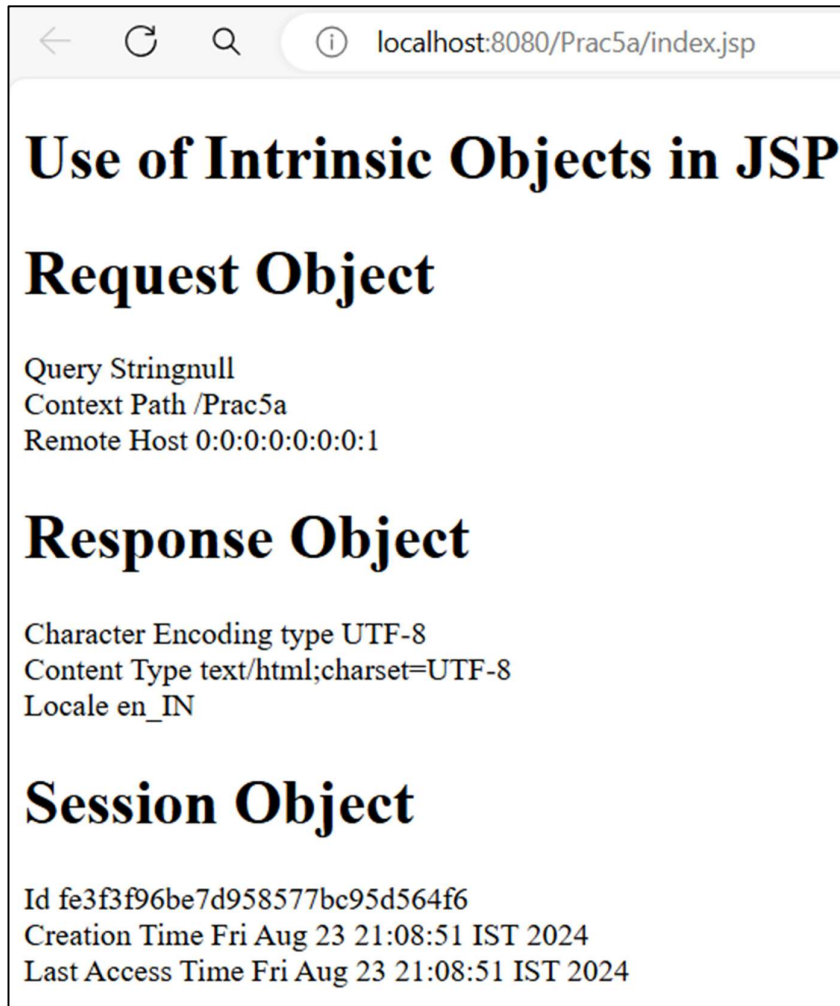 localhost:8080/Prac5a/index.jsp
Use of Intrinsic Objects in JSP
Request Object
Query Stringnull
Context Path /Prac5a
Remote Host 0:0:0:0:0:0:0:1
Response Object
Character Encoding type UTF-8
Content Type text/html;charset=UTF-8
Locale en_IN
Session Object
Id fe3f3f96be7d958577bc95d564f6
Creation Time Fri Aug 23 21:08:51 IST 2024
Last Access Time Fri Aug 23 21:08:51 IST 2024